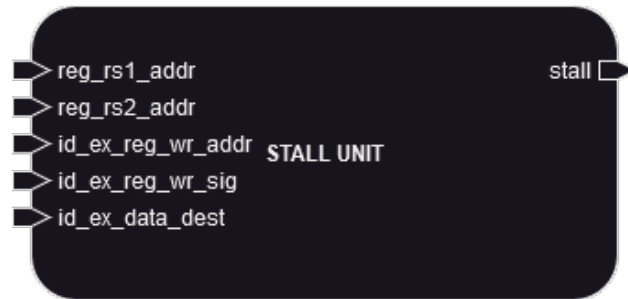 reg_rs1_addr
stall
reg_rs2_addr
id_ex_reg_wr_addr
STALL UNIT
id_ex_reg_wr_sig
id_ex_data_dest